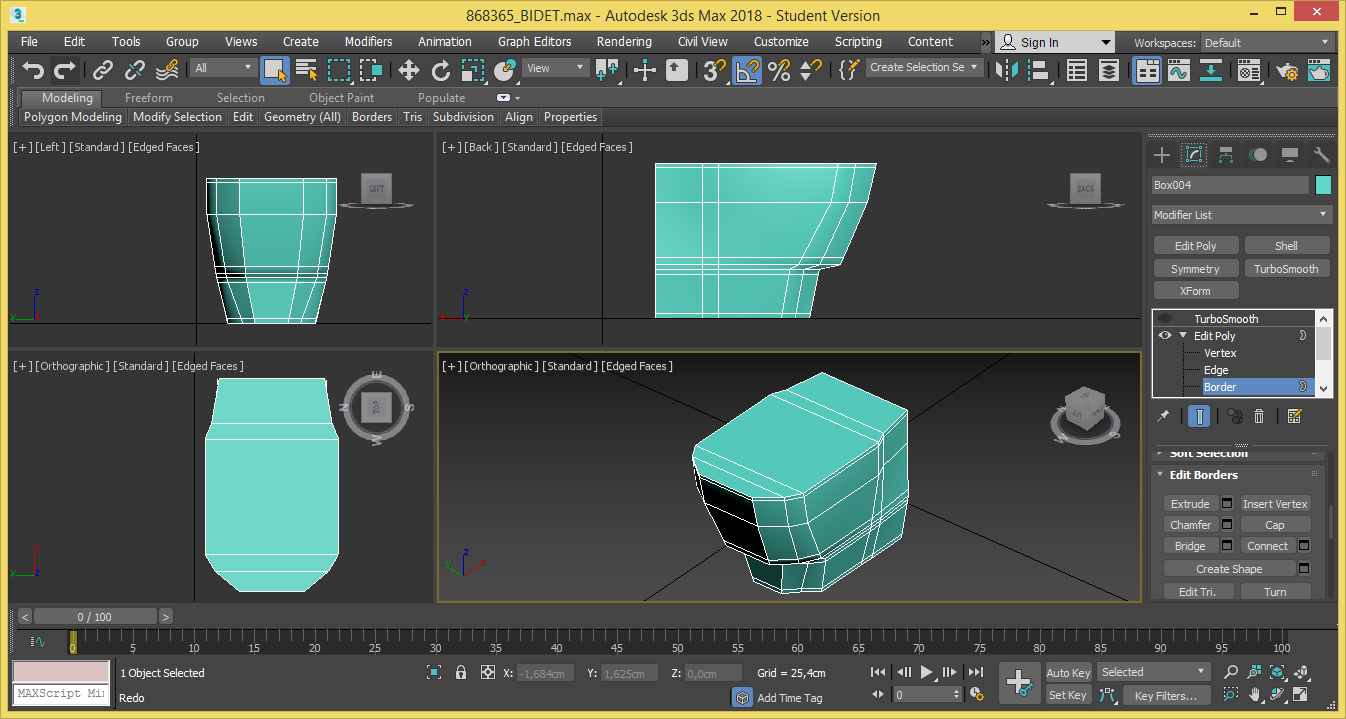 868365_BIDET.max - Autodesk 3ds Max 2018 - Student Version
File Edit Tools Group Views Create Modifiers Animation Graph Editors Rendering Civil View Customize Scripting Content » Sign In Workspaces: Default
All View Create Selection Se
Modeling Freeform Selection Object Paint Populate
Polygon Modeling Modify Selection Edit Geometry (All) Borders Tris Subdivision Align Properties
[+] [Left] [Standard] [Edged Faces]
LEFT
[+] [Back] [Standard] [Edged Faces]
BACK
[+] [Orthographic] [Standard] [Edged Faces]
N E S W
TOP
[+] [Orthographic] [Standard] [Edged Faces]
Box004
Modifier List
Edit Poly Shell
Symmetry TurboSmooth
XForm
TurboSmooth
Edit Poly
Vertex
Edge
Border
Soft Selection
Edit Borders
Extrude Insert Vertex
Chamfer Cap
Bridge Connect
Create Shape
Edit Tri. Turn
< 0 / 100 >
0 5 10 15 20 25 30 35 40 45 50 55 60 65 70 75 80 85 90 95 100
MAXScript Mi
1 Object Selected
Redo
X: -1,684cm Y: 1,625cm Z: 0,0cm Grid = 25,4cm
Add Time Tag
0
Auto Key Selected
Set Key Key Filters...